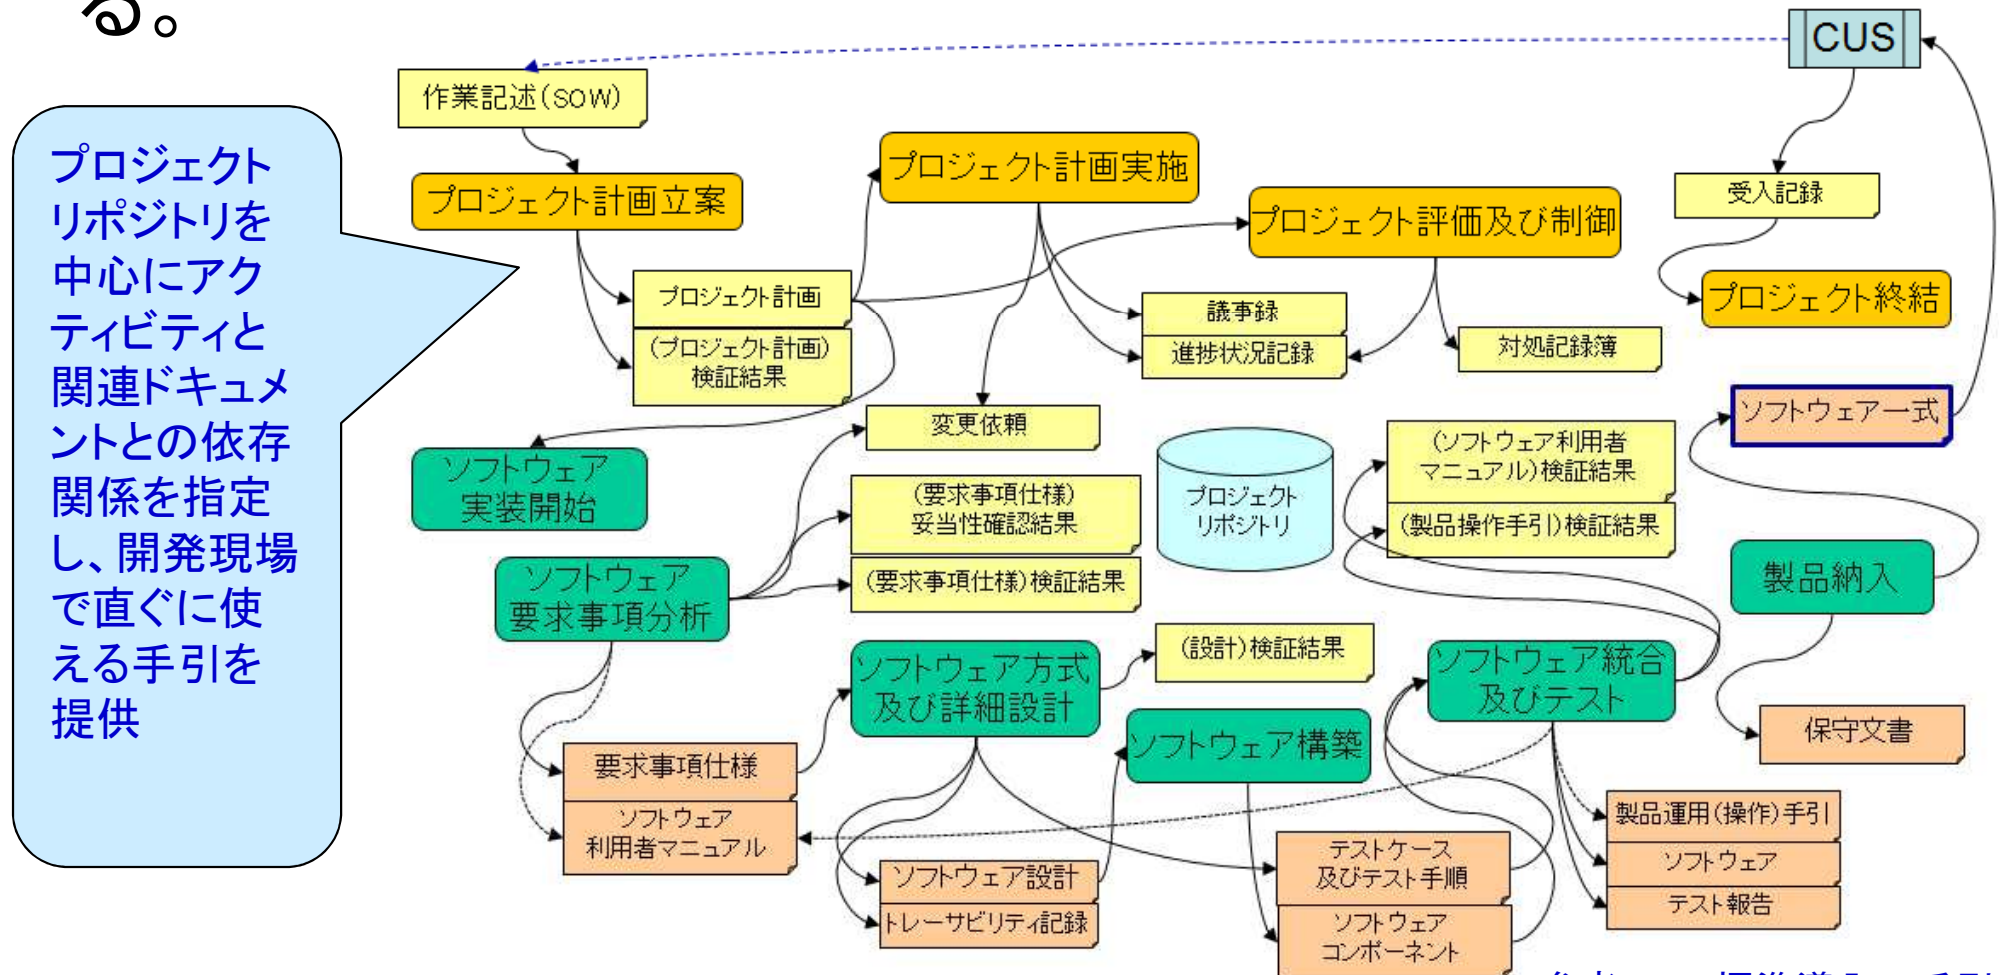 る。
CUS
作業記述(SOW)
プロジェクト
リポジトリを
中心にアク
ティビティと
関連ドキュメ
ントとの依存
関係を指定
し、開発現場
で直ぐに使
える手引を
提供
プロジェクト計画立案
プロジェクト計画実施
プロジェクト評価及び制御
受入記録
プロジェクト終結
プロジェクト計画
(プロジェクト計画)
検証結果
議事録
進捗状況記録
対処記録簿
変更依頼
ソフトウェア一式
ソフトウェア
実装開始
(要求事項仕様)
妥当性確認結果
(要求事項仕様)検証結果
プロジェクト
リポジトリ
(ソフトウェア利用者
マニュアル)検証結果
(製品操作手引)検証結果
製品納入
ソフトウェア
要求事項分析
ソフトウェア方式
及び詳細設計
(設計)検証結果
ソフトウェア統合
及びテスト
ソフトウェア構築
保守文書
要求事項仕様
ソフトウェア
利用者マニュアル
ソフトウェア設計
トレーサビリティ記録
テストケース
及びテスト手順
ソフトウェア
コンポーネント
製品運用(操作)手引
ソフトウェア
テスト報告